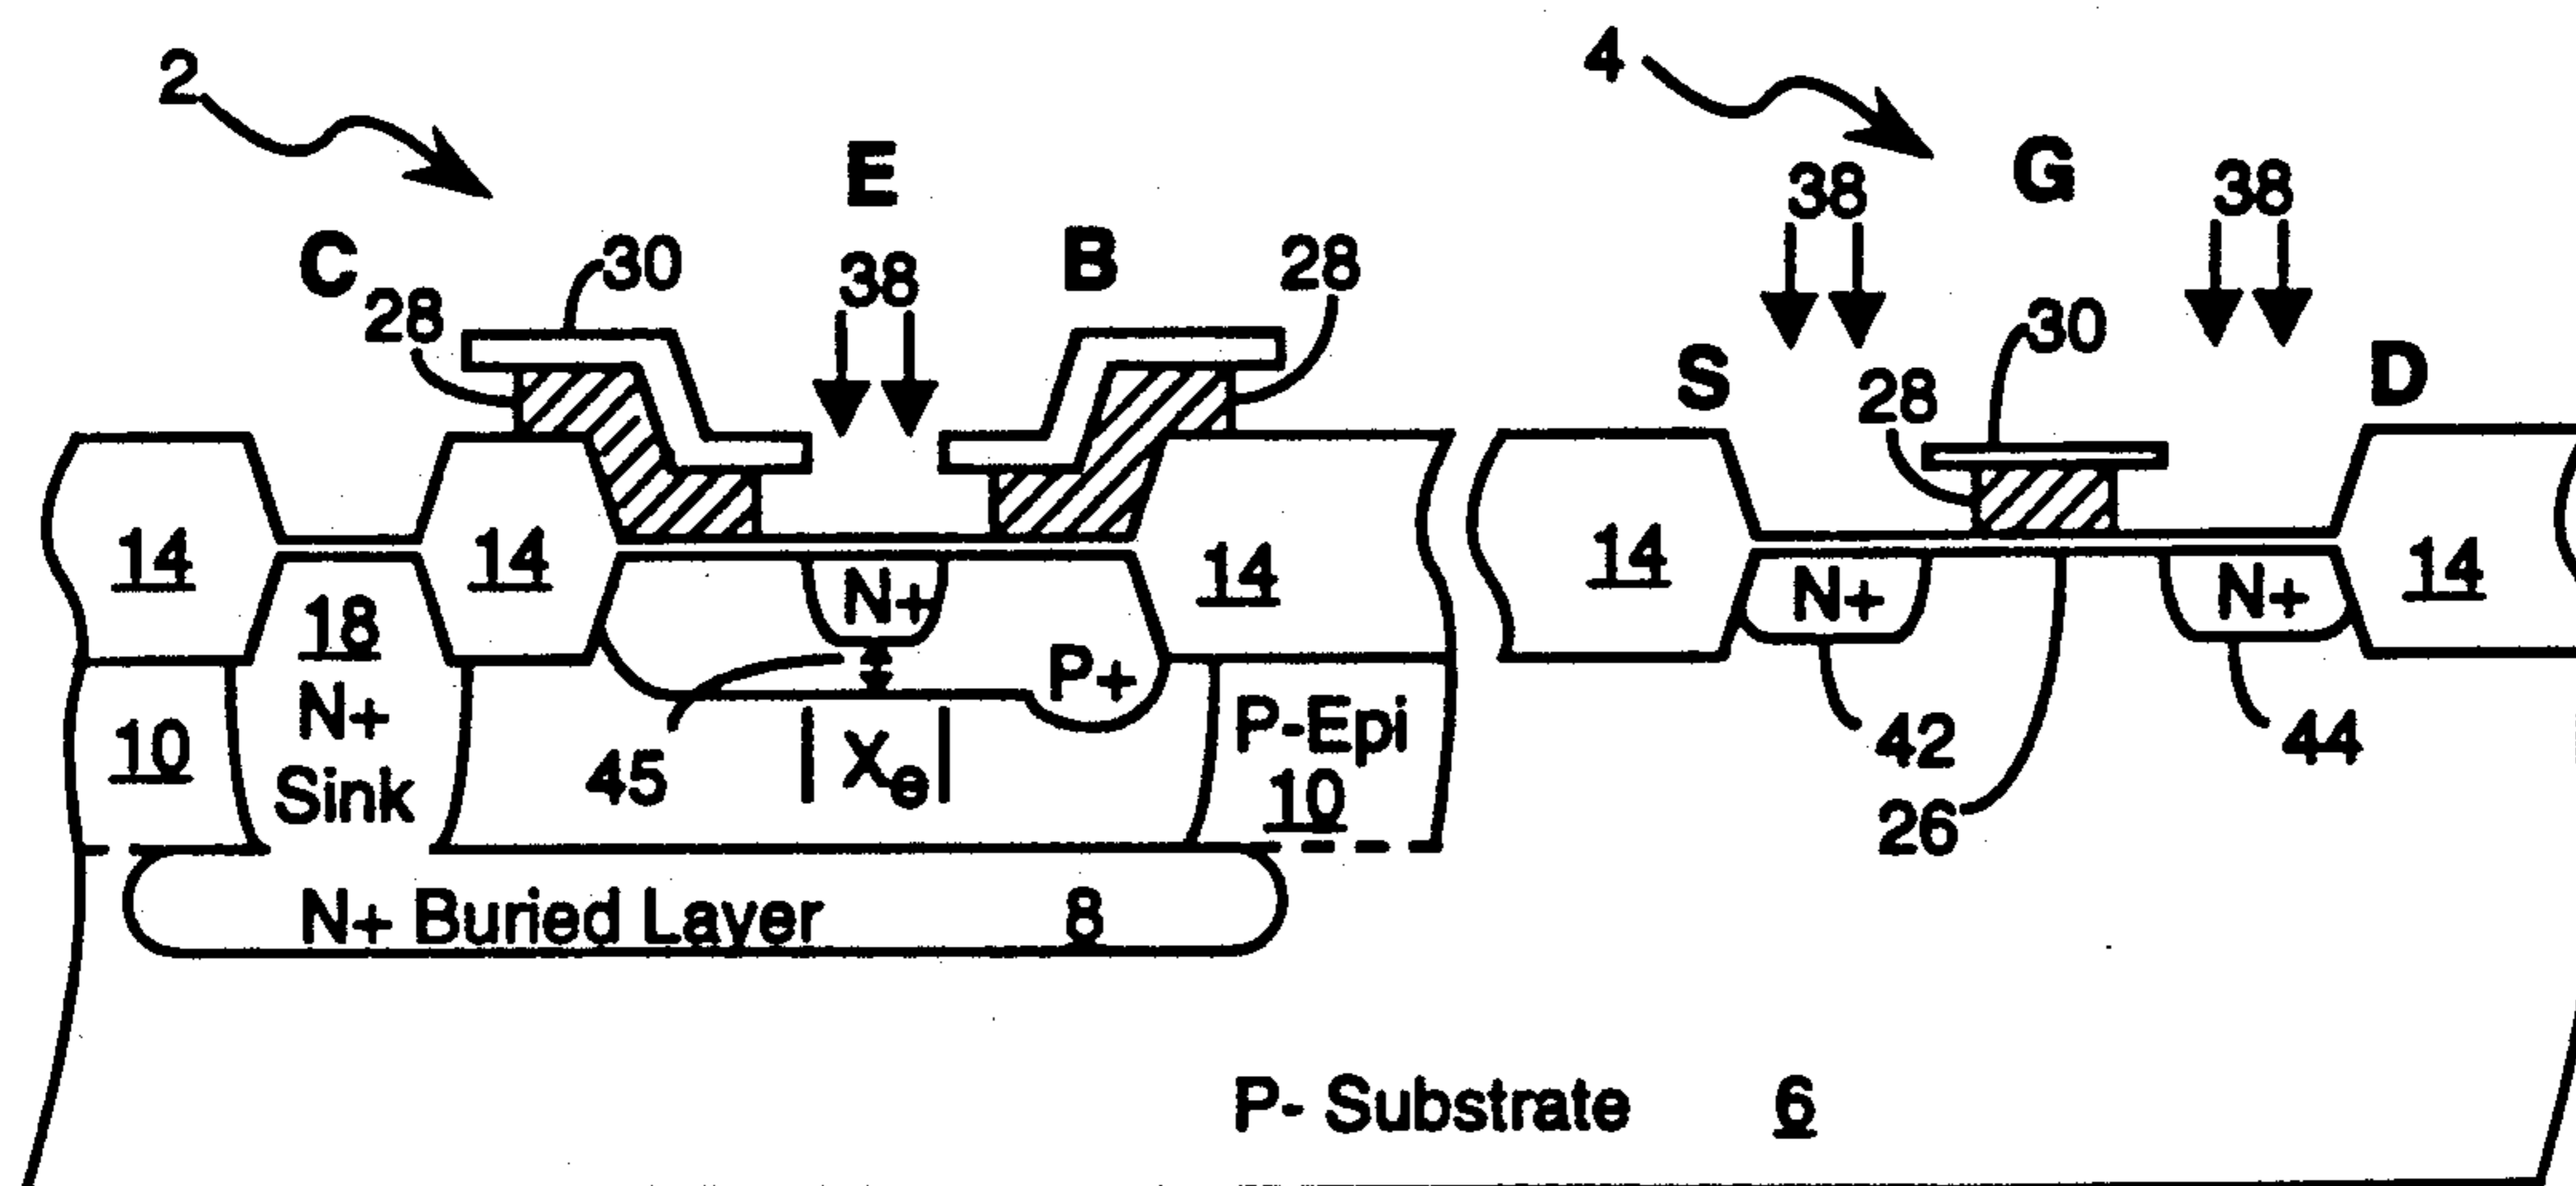 2
4
E
G
38
38
C
30
38
B
28
28
30
S
28
D
14
14
14
14
14
N+
N+
N+
18
N+
Sink
P+
10
45
Xe
P-Epi
10
42
44
26
N+ Buried Layer 8
P- Substrate 6